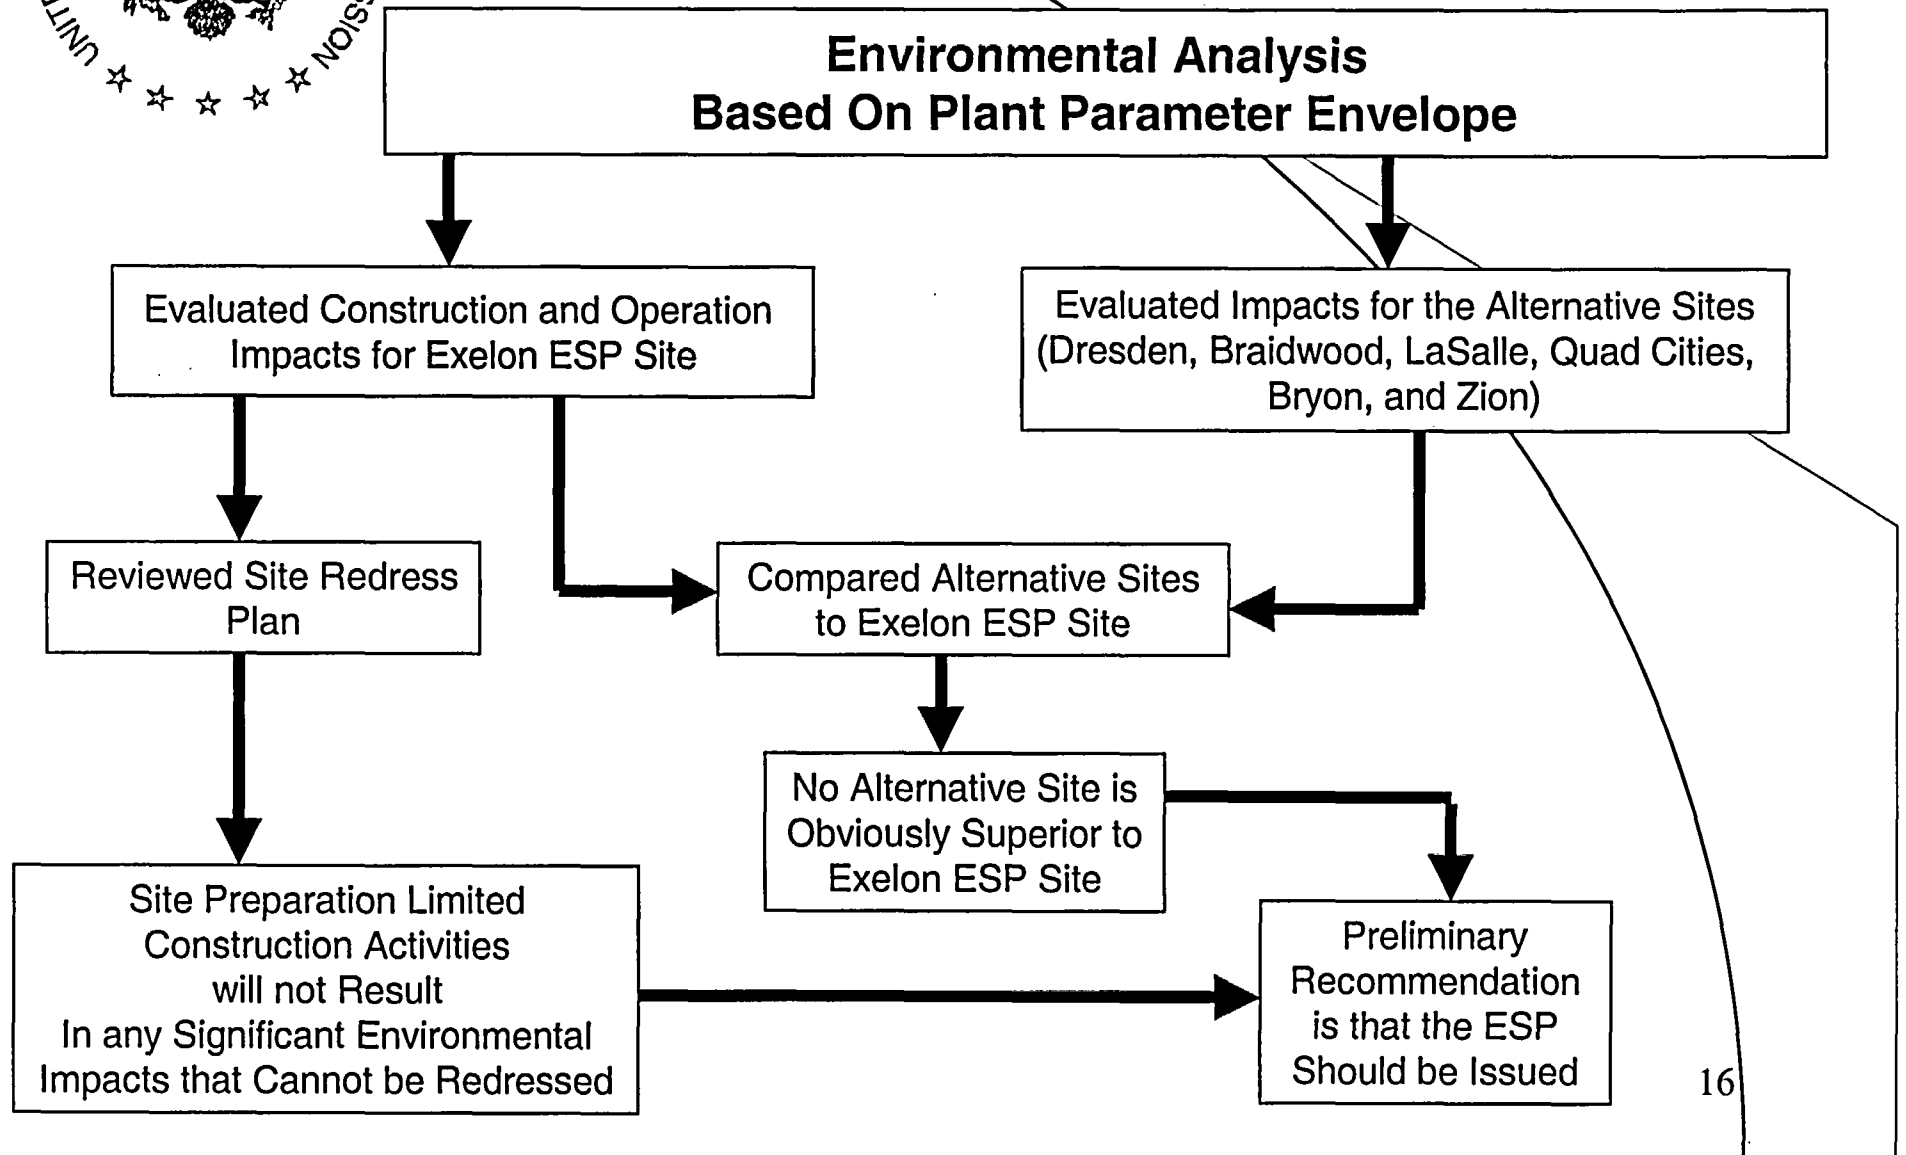 UNITE
SSION
Environmental Analysis
Based On Plant Parameter Envelope
Evaluated Construction and Operation
Impacts for Exelon ESP Site
Evaluated Impacts for the Alternative Sites
(Dresden, Braidwood, LaSalle, Quad Cities,
Bryon, and Zion)
Reviewed Site Redress
Plan
Compared Alternative Sites
to Exelon ESP Site
No Alternative Site is
Obviously Superior to
Exelon ESP Site
Site Preparation Limited
Construction Activities
will not Result
In any Significant Environmental
Impacts that Cannot be Redressed
Preliminary
Recommendation
is that the ESP
Should be Issued
16